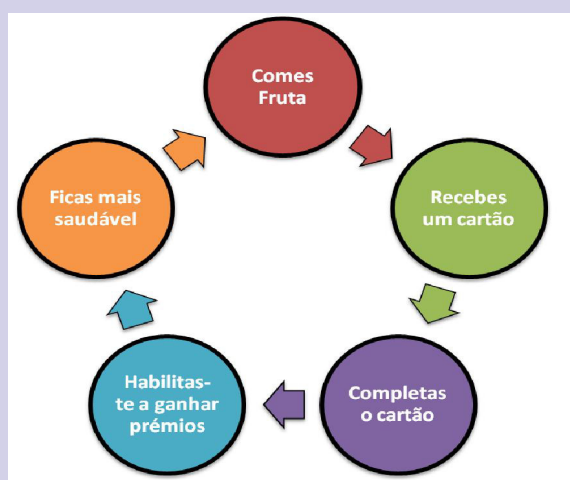 Comes
Fruta
Recebes
um cartão
Completas
o cartão
Habilitas-
te a ganhar
prémios
Ficas mais
saudável